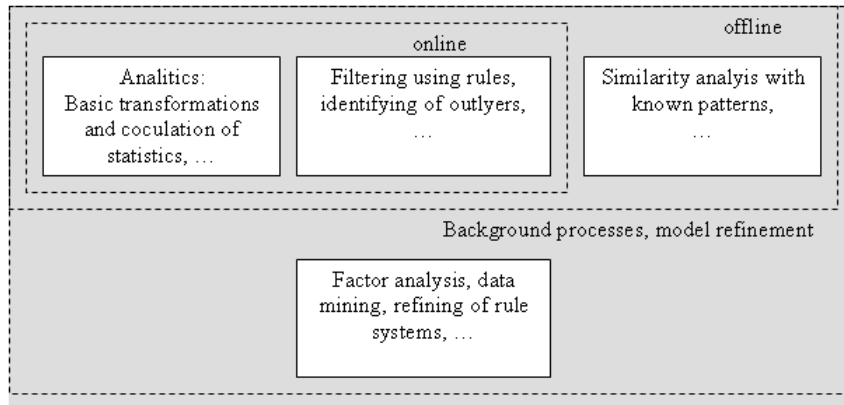 offline
online
Analitics:
Basic transformations
and coculation of
statistics, …
Filtering using rules,
identifying of outlyers,
…
Similarity analyis with
known patterns,
…
Background processes, model refinement
Factor analysis, data
mining, refining of rule
systems, …